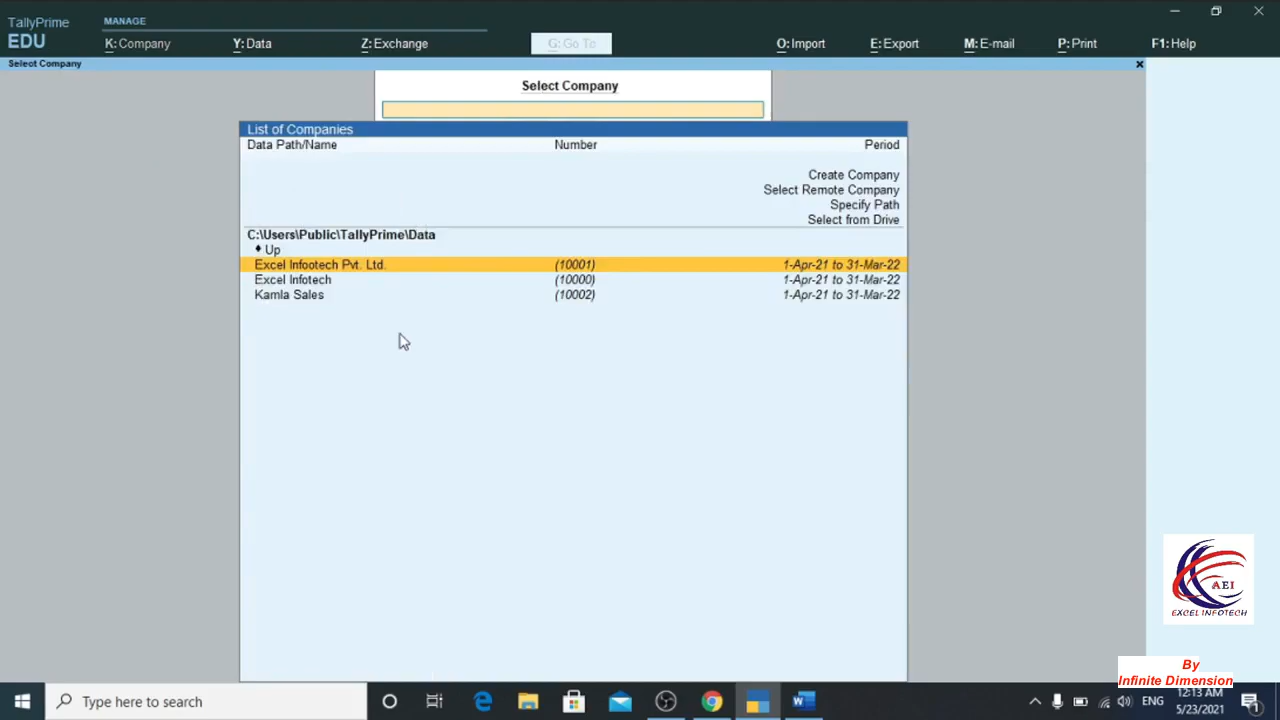 TallyPrime
EDU
MANAGE
K: Company
Y: Data
Z: Exchange
G: Go To
O: Import
E: Export
M: E-mail
P: Print
F1: Help
Select Company
Select Company
List of Companies
Data Path/Name Number Period
Create Company
Select Remote Company
Specify Path
Select from Drive
C:\Users\Public\TallyPrime\Data
♦ Up
Excel Infootech Pvt. Ltd. (10001) 1-Apr-21 to 31-Mar-22
Excel Infotech (10000) 1-Apr-21 to 31-Mar-22
Kamla Sales (10002) 1-Apr-21 to 31-Mar-22
AEI
EXCEL INFOTECH
By
Infinite Dimension
Type here to search
ENG
12:13 AM
5/23/2021
1